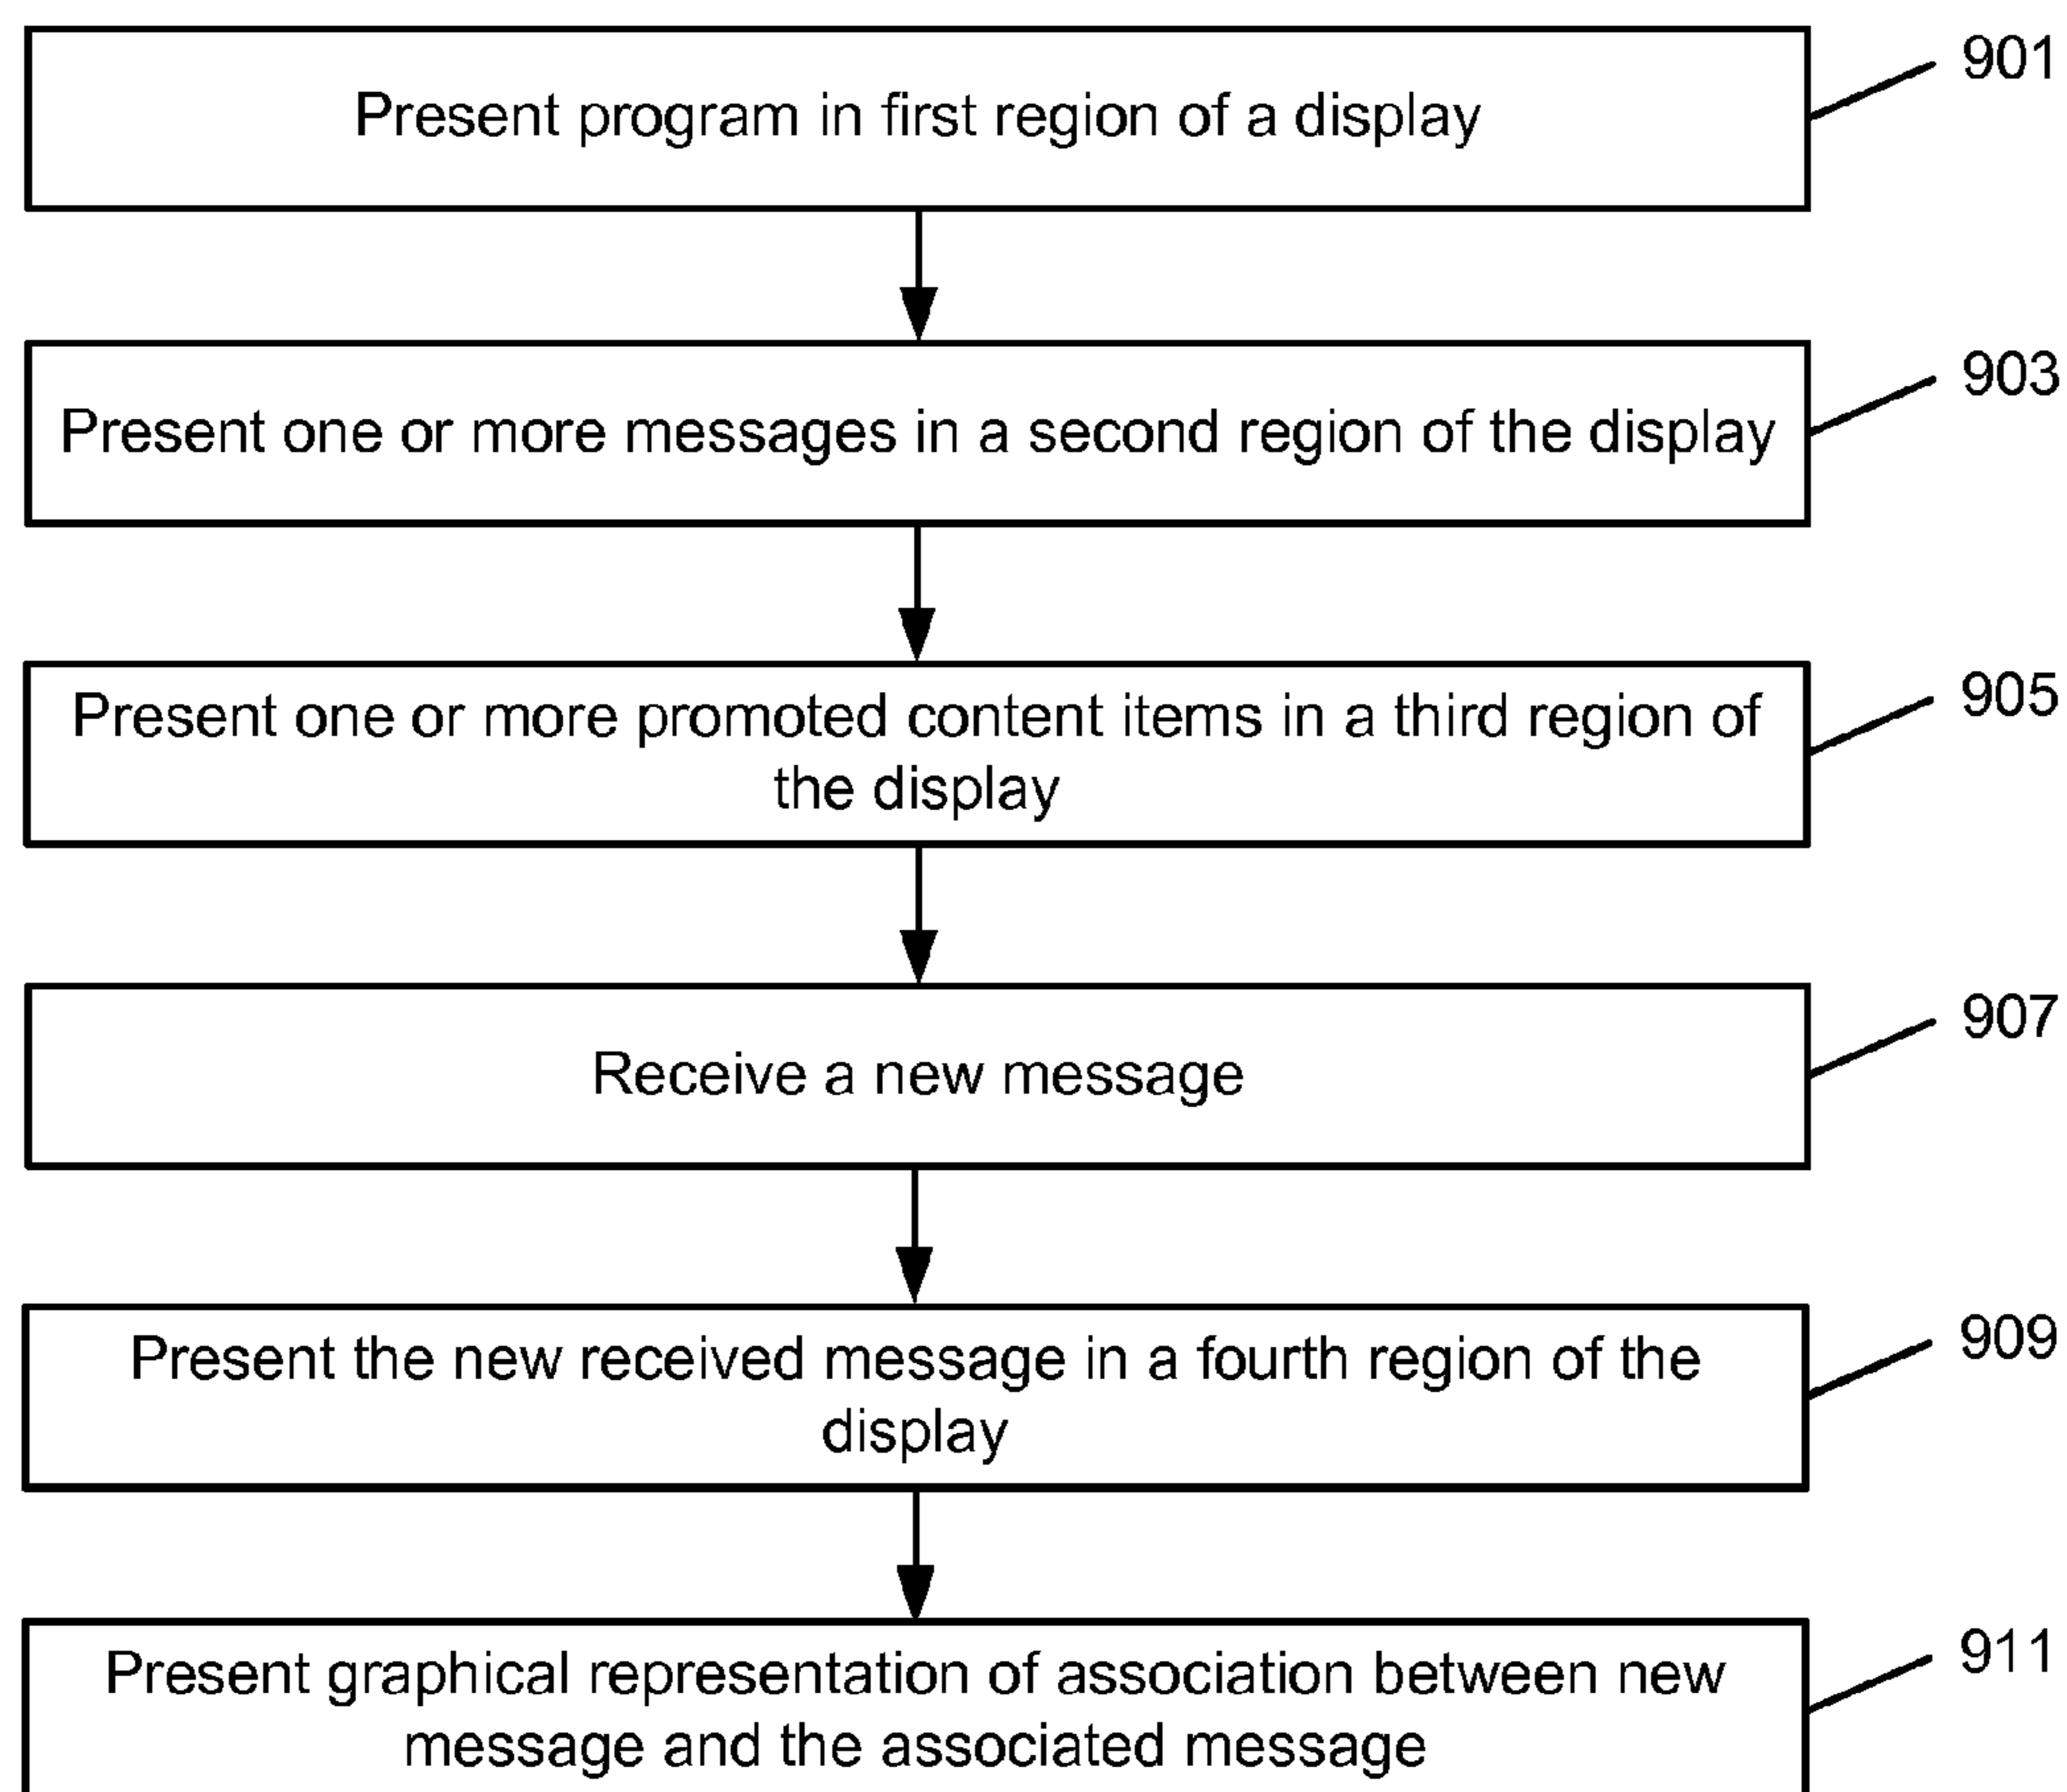 Present program in first region of a display
901
Present one or more messages in a second region of the display
903
Present one or more promoted content items in a third region of
the display
905
Receive a new message
907
Present the new received message in a fourth region of the
display
909
Present graphical representation of association between new
message and the associated message
911